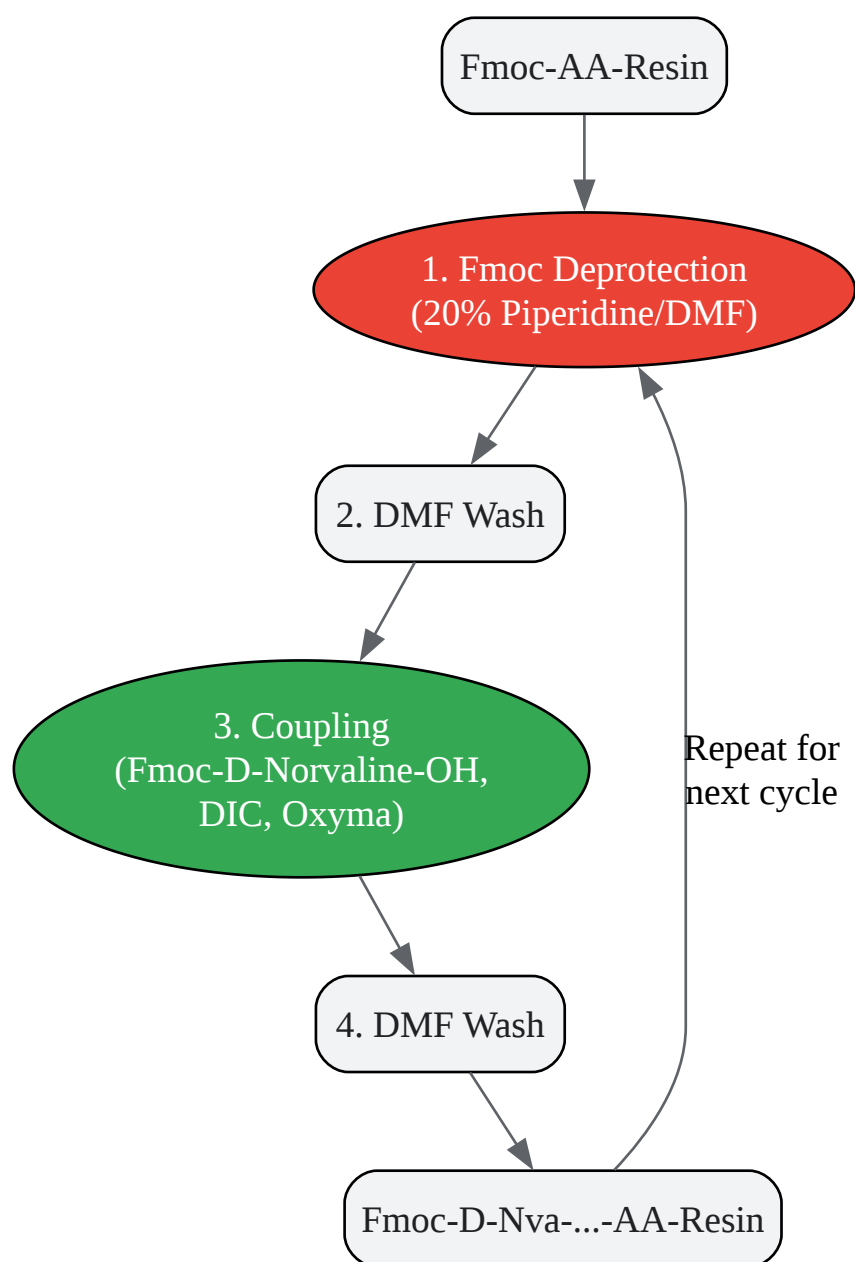 Fmoc-AA-Resin
1. Fmoc Deprotection
(20% Piperidine/DMF)
2. DMF Wash
3. Coupling
(Fmoc-D-Norvaline-OH,
DIC, Oxyma)
Repeat for
next cycle
4. DMF Wash
Fmoc-D-Nva-...-AA-Resin